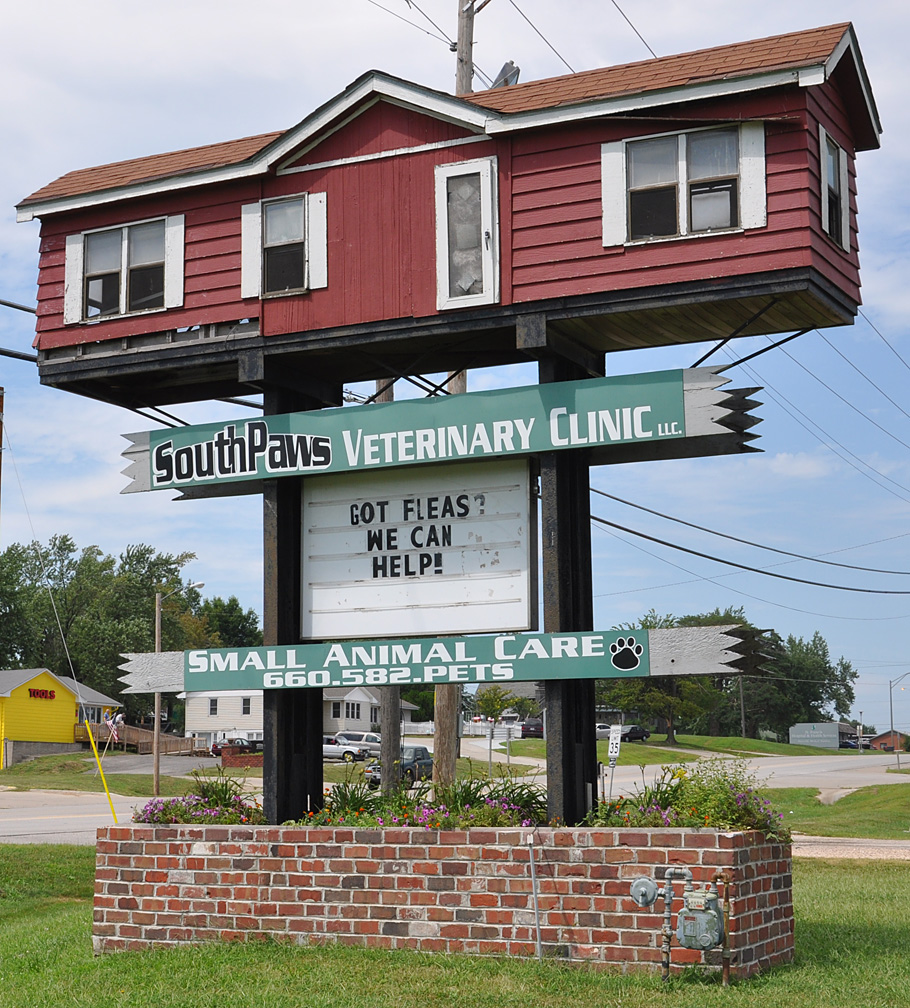 SouthPaws Veterinary Clinic LLC.
GOT FLEAS?
WE CAN
HELP!
Small Animal Care
660.582.PETS
TOOLS
35